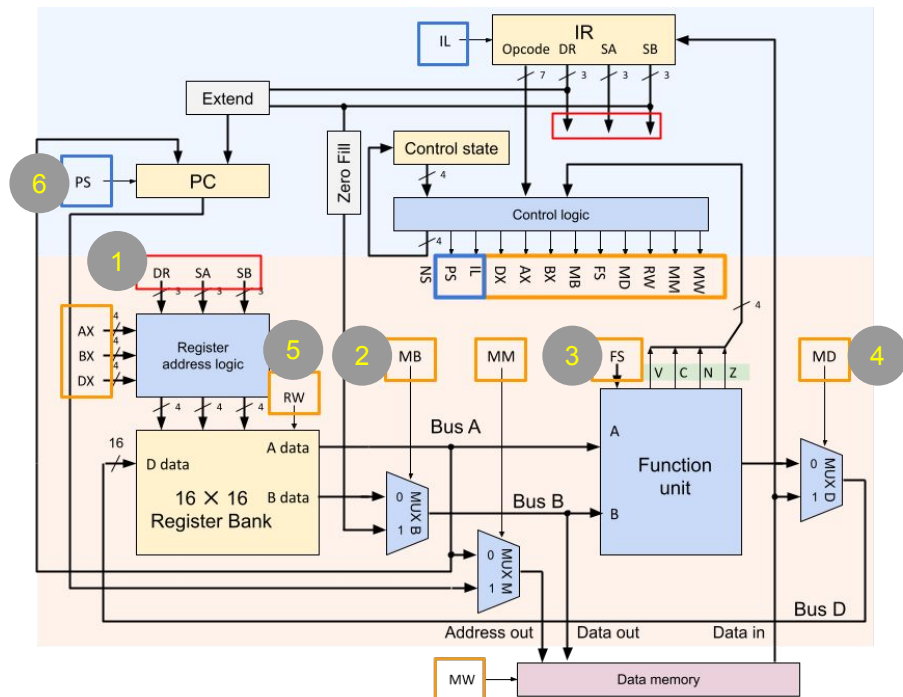 IR
IL
Opcode DR SA SB
7 3 3 3
Extend
Control state
Zero Fill
6 PS PC
4
Control logic
4
NS PS IL DX AX BX MB FS MD RW MM MW
1
DR SA SB
3 3 3
4
AX 4
BX 4
DX 4
Register
address logic
5
RW
2 MB
MM
3 FS
V C N Z
MD 4
4 4 4
16
D data
A data
B data
16 × 16
Register Bank
Bus A
0 MUX B 1
Bus B
A
B
Function
unit
0 MUX D 1
0 MUX M 1
Bus D
Address out
Data out
Data in
MW
Data memory